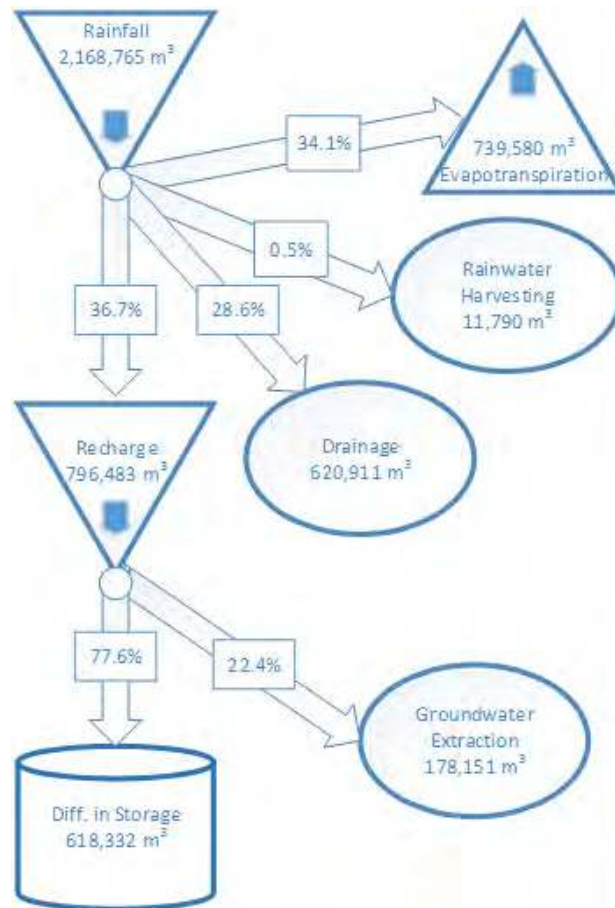 Rainfall
2,168,765 m³
34.1%
739,580 m³
Evapotranspiration
0.5%
Rainwater
Harvesting
11,790 m³
36.7%
28.6%
Recharge
796,483 m³
Drainage
620,911 m³
77.6%
22.4%
Groundwater
Extraction
178,151 m³
Diff. in Storage
618,332 m³